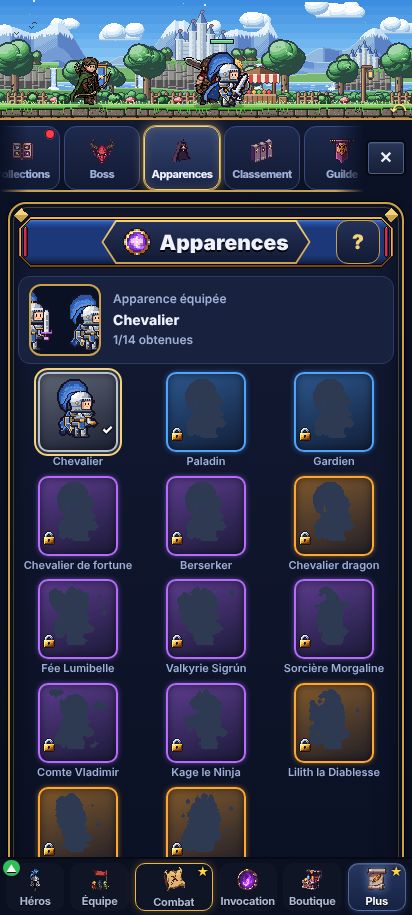 ollections
Boss
Apparences
Classement
Guilde
×
Apparences
?
Apparence équipée
Chevalier
1/14 obtenues
Chevalier
Paladin
Gardien
Chevalier de fortune
Berserker
Chevalier dragon
Fée Lumibelle
Valkyrie Sigrún
Sorcière Morgaline
Comte Vladimir
Kage le Ninja
Lilith la Diablesse
Héros
Équipe
Combat
Invocation
Boutique
Plus